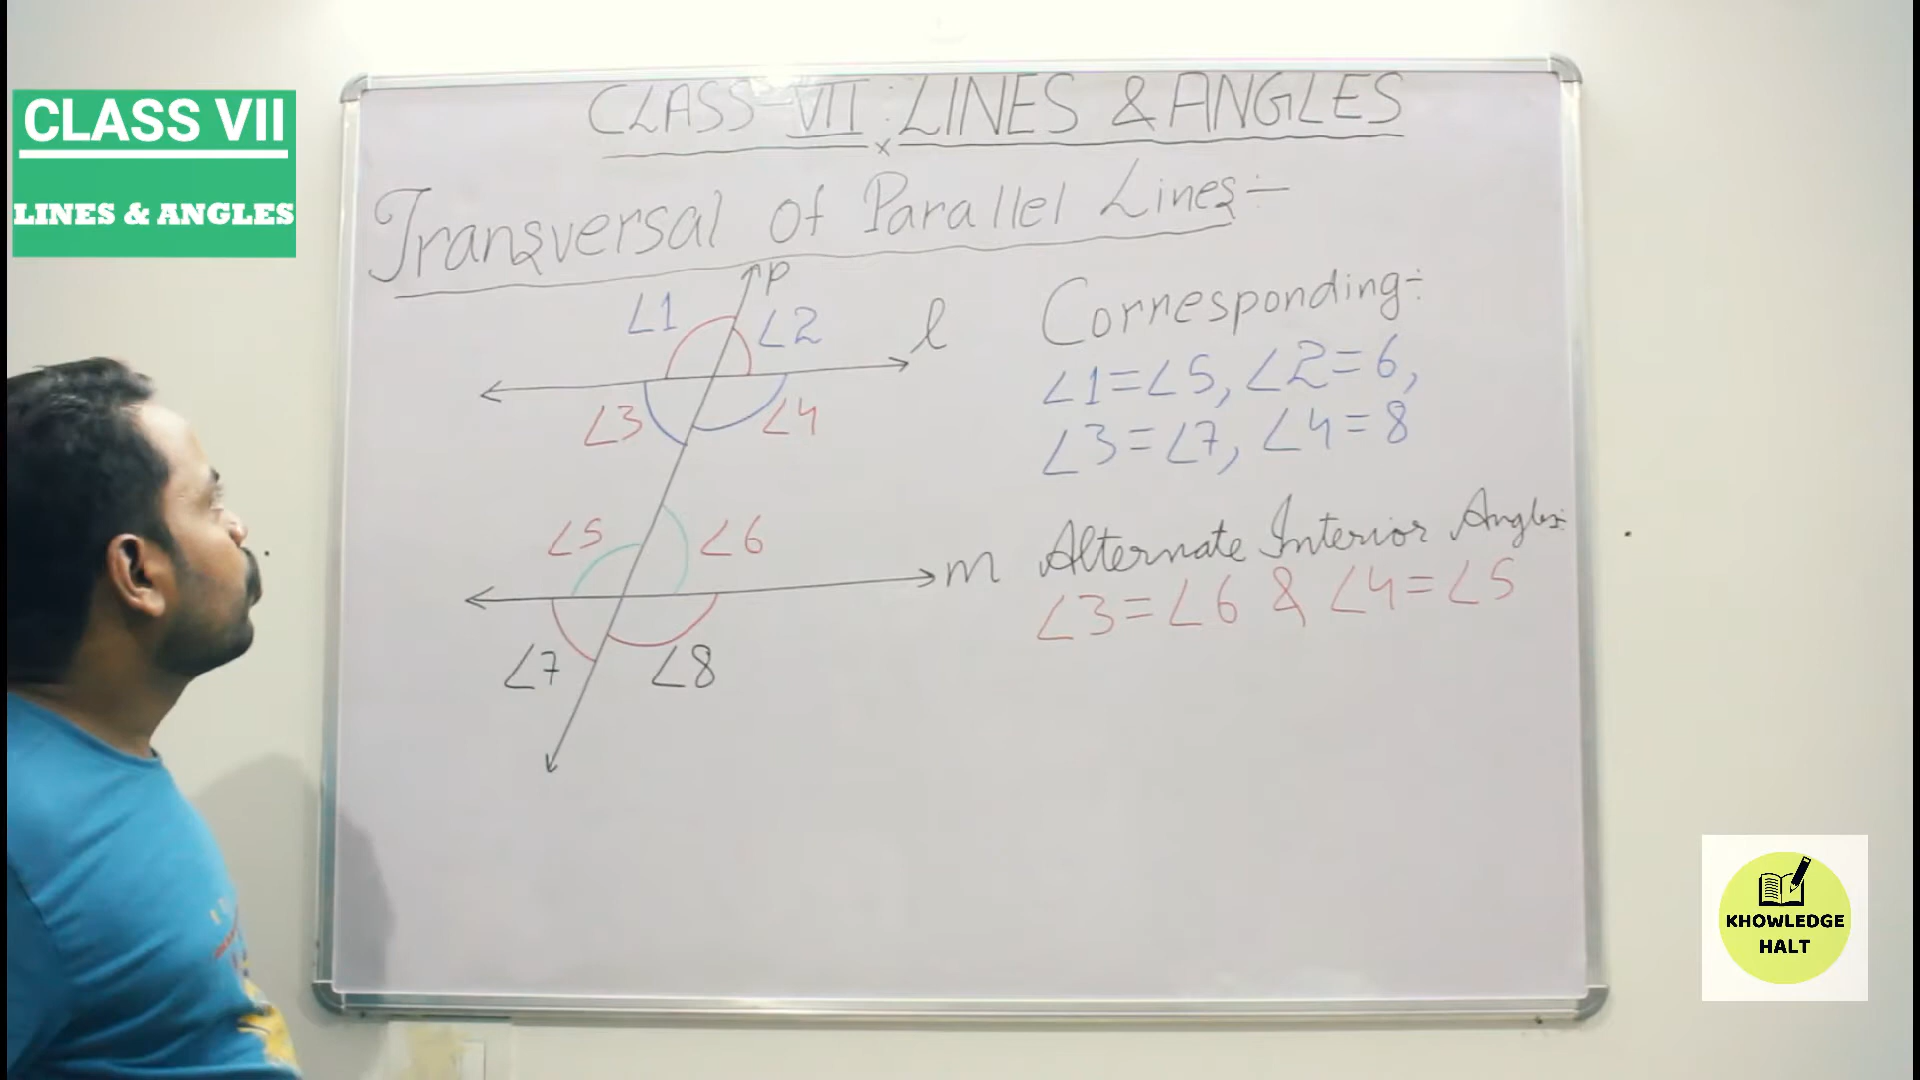 CLASS VII
LINES & ANGLES
CLASS-VII : LINES & ANGLES
x
Transversal Of Parallel Lines:-
p
∠1
∠2
l
∠3
∠4
∠5
∠6
m
∠7
∠8
Corresponding:-
∠1=∠5, ∠2=6,
∠3=∠7, ∠4=8
Alternate Interior Angles:
∠3=∠6 & ∠4=∠5
KHOWLEDGE
HALT